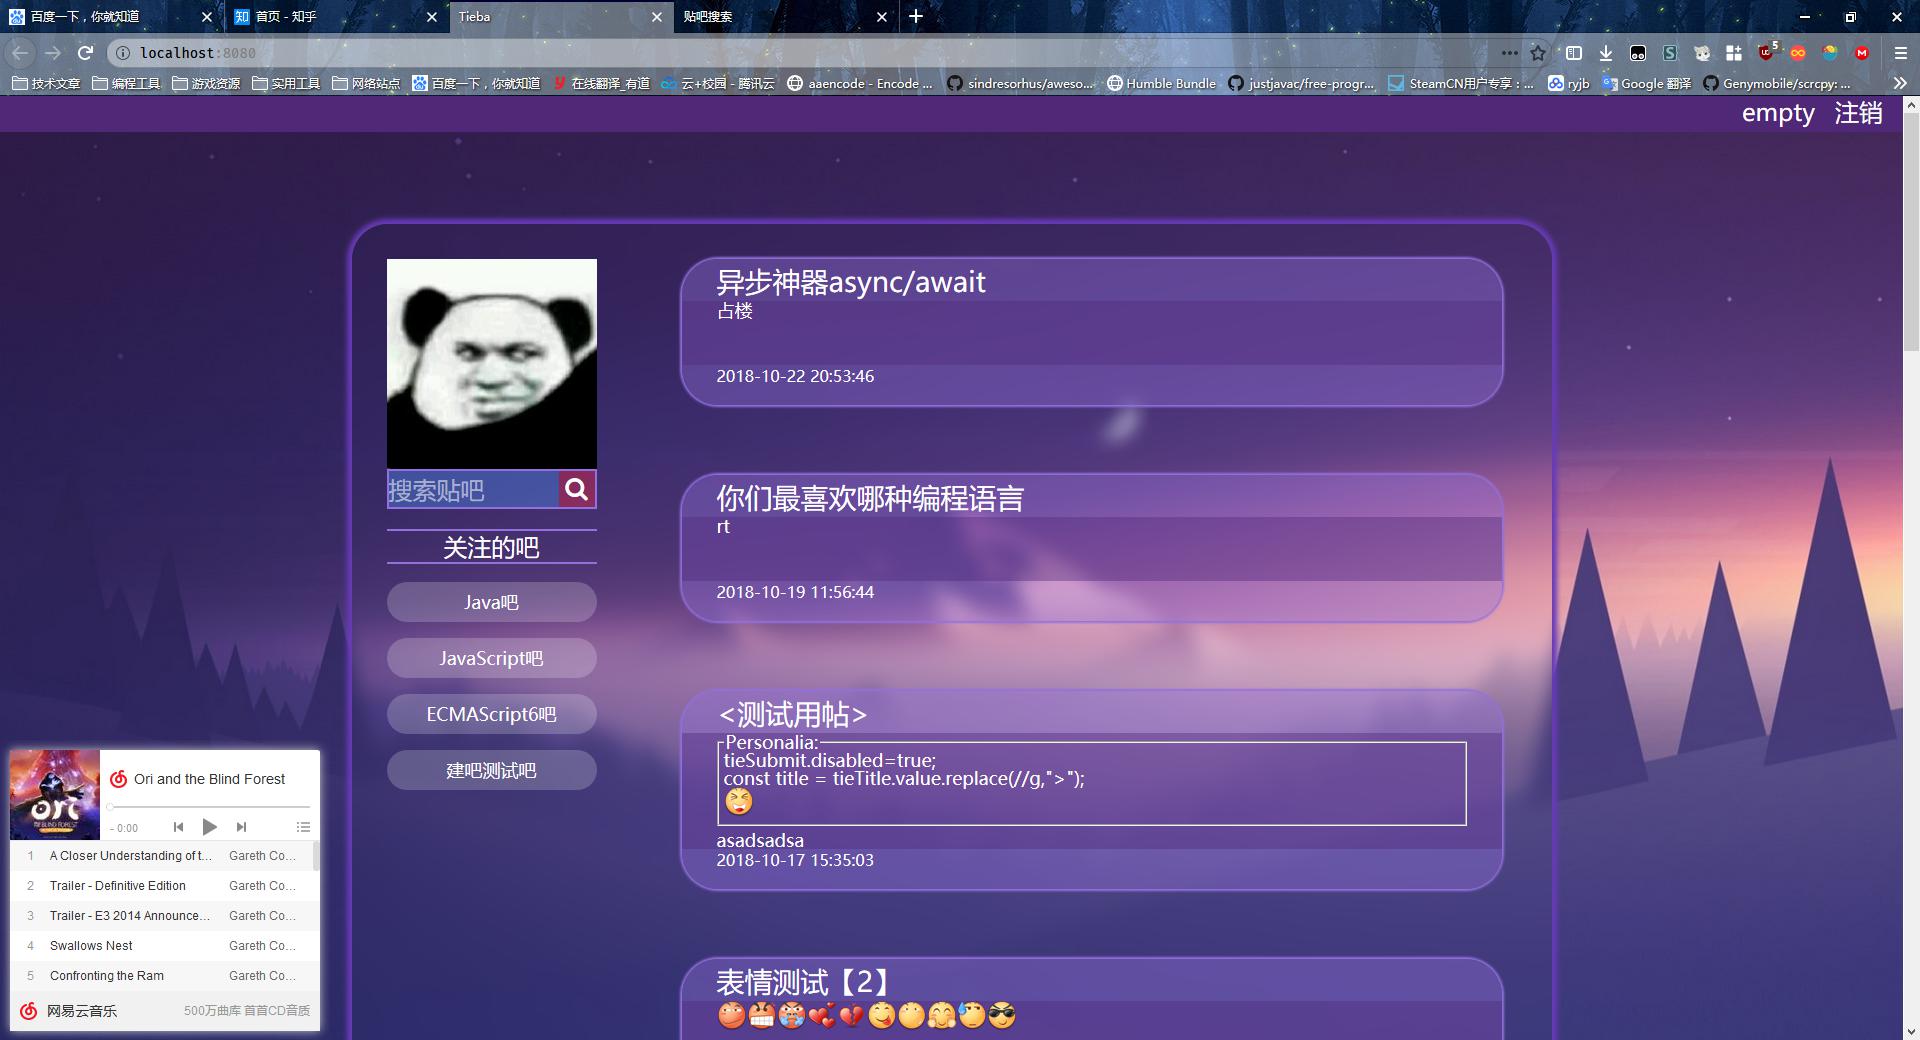 百度一下，你就知道
首页 - 知乎
Tieba
贴吧搜索
localhost:8080
技术文章 编程工具 游戏资源 实用工具 网络站点 百度一下，你就知道 在线翻译_有道 云+校园 - 腾讯云 aaencode - Encode ... sindresorhus/aweso... Humble Bundle justjavac/free-progr... SteamCN用户专享：... ryjb Google 翻译 Genymobile/scrcpy: ...
empty 注销
搜索贴吧
关注的吧
Java吧
JavaScript吧
ECMAScript6吧
建吧测试吧
异步神器async/await
占楼
2018-10-22 20:53:46
你们最喜欢哪种编程语言
rt
2018-10-19 11:56:44
<测试用帖>
Personalia:
tieSubmit.disabled=true;
const title = tieTitle.value.replace(//g,">");
asadsadsa
2018-10-17 15:35:03
表情测试【2】
Ori and the Blind Forest
- 0:00
1 A Closer Understanding of t... Gareth Co...
2 Trailer - Definitive Edition Gareth Co...
3 Trailer - E3 2014 Announce... Gareth Co...
4 Swallows Nest Gareth Co...
5 Confronting the Ram Gareth Co...
网易云音乐 500万曲库 首首CD音质